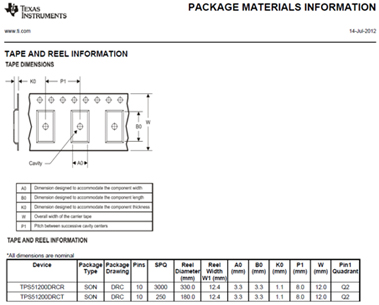 TEXAS
INSTRUMENTS
PACKAGE MATERIALS INFORMATION
www.ti.com
14-Jul-2012
TAPE AND REEL INFORMATION
TAPE DIMENSIONS
K0
P1
W
B0
Cavity
A0
A0 Dimension designed to accommodate the component width
B0 Dimension designed to accommodate the component length
K0 Dimension designed to accommodate the component thickness
W Overall width of the carrier tape
P1 Pitch between successive cavity centers
TAPE AND REEL INFORMATION
*All dimensions are nominal
Device Package Type Package Drawing Pins SPQ Reel Diameter (mm) Reel Width W1 (mm) A0 (mm) B0 (mm) K0 (mm) P1 (mm) W (mm) Pin1 Quadrant
TPS51200DRCR SON DRC 10 3000 330.0 12.4 3.3 3.3 1.1 8.0 12.0 Q2
TPS51200DRCT SON DRC 10 250 180.0 12.4 3.3 3.3 1.1 8.0 12.0 Q2